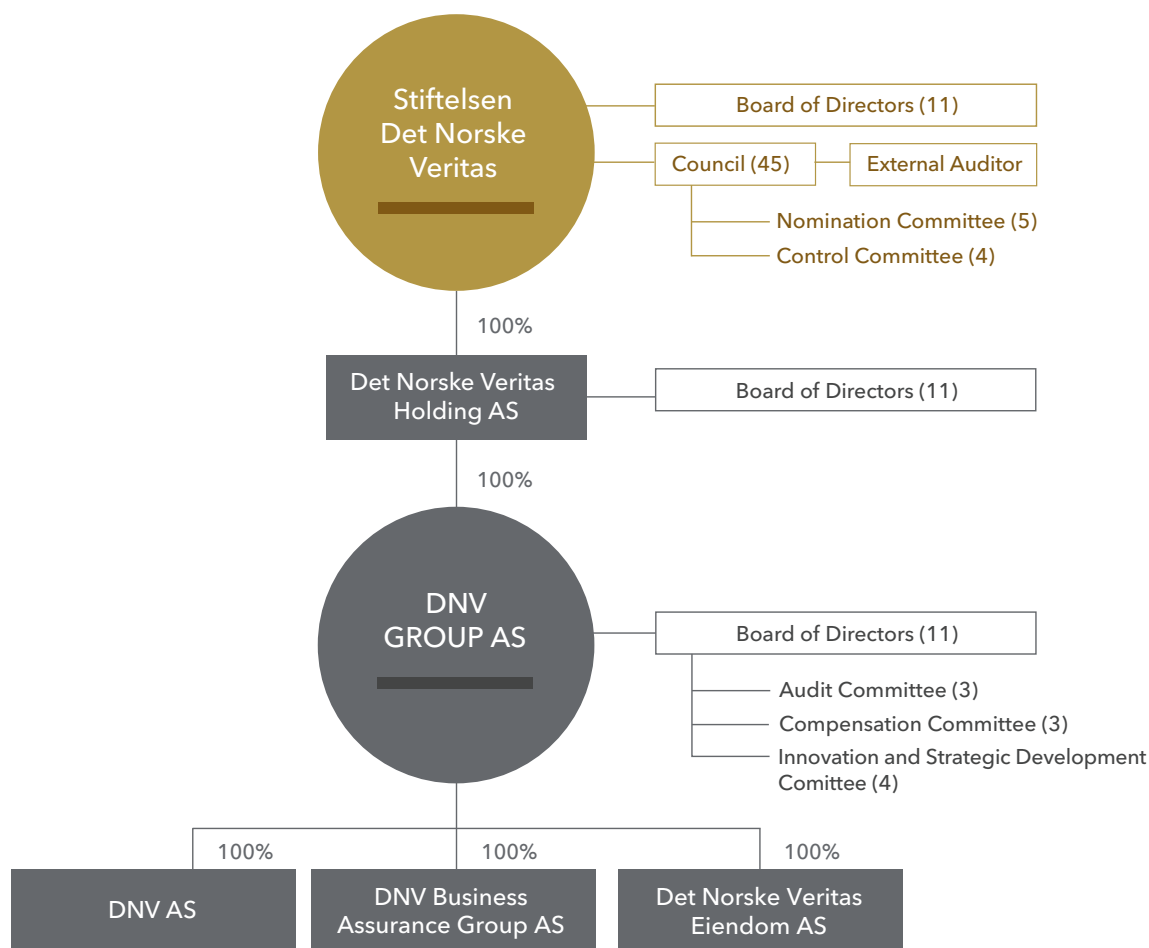 Stiftelsen
Det Norske
Veritas
Board of Directors (11)
Council (45)
External Auditor
Nomination Committee (5)
Control Committee (4)
100%
Det Norske Veritas
Holding AS
Board of Directors (11)
100%
DNV
GROUP AS
Board of Directors (11)
Audit Committee (3)
Compensation Committee (3)
Innovation and Strategic Development
Comittee (4)
100%
100%
100%
DNV AS
DNV Business
Assurance Group AS
Det Norske Veritas
Eiendom AS